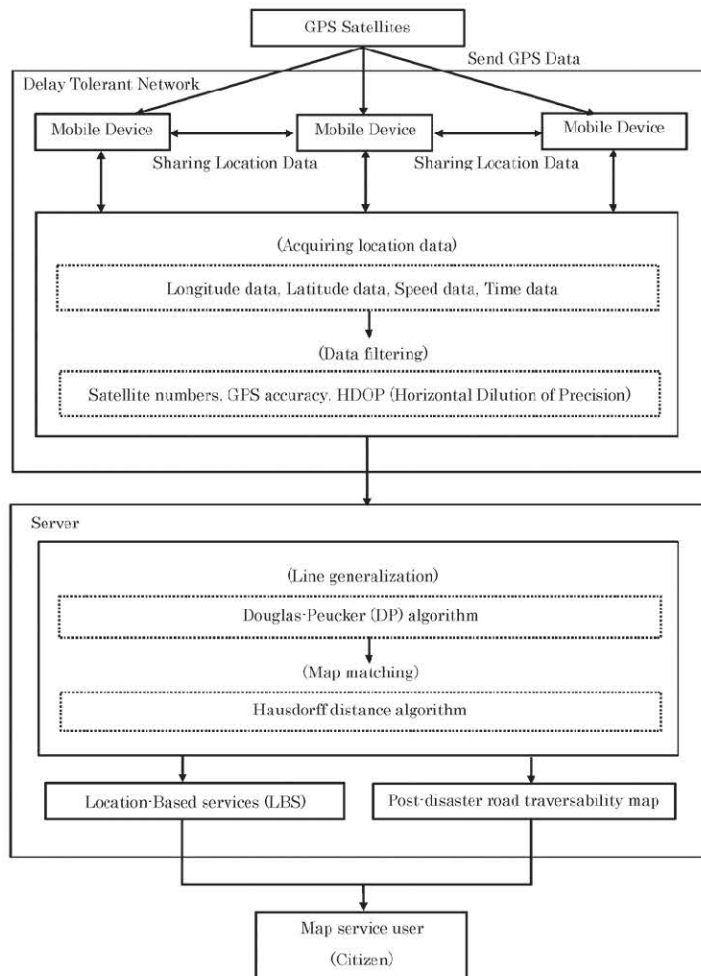 GPS Satellites
Send GPS Data
Delay Tolerant Network
Mobile Device
Mobile Device
Mobile Device
Sharing Location Data
Sharing Location Data
(Acquiring location data)
Longitude data, Latitude data, Speed data, Time data
(Data filtering)
Satellite numbers, GPS accuracy, HDOP (Horizontal Dilution of Precision)
Server
(Line generalization)
Douglas-Peucker (DP) algorithm
(Map matching)
Hausdorff distance algorithm
Location-Based services (LBS)
Post-disaster road traversability map
Map service user
(Citizen)